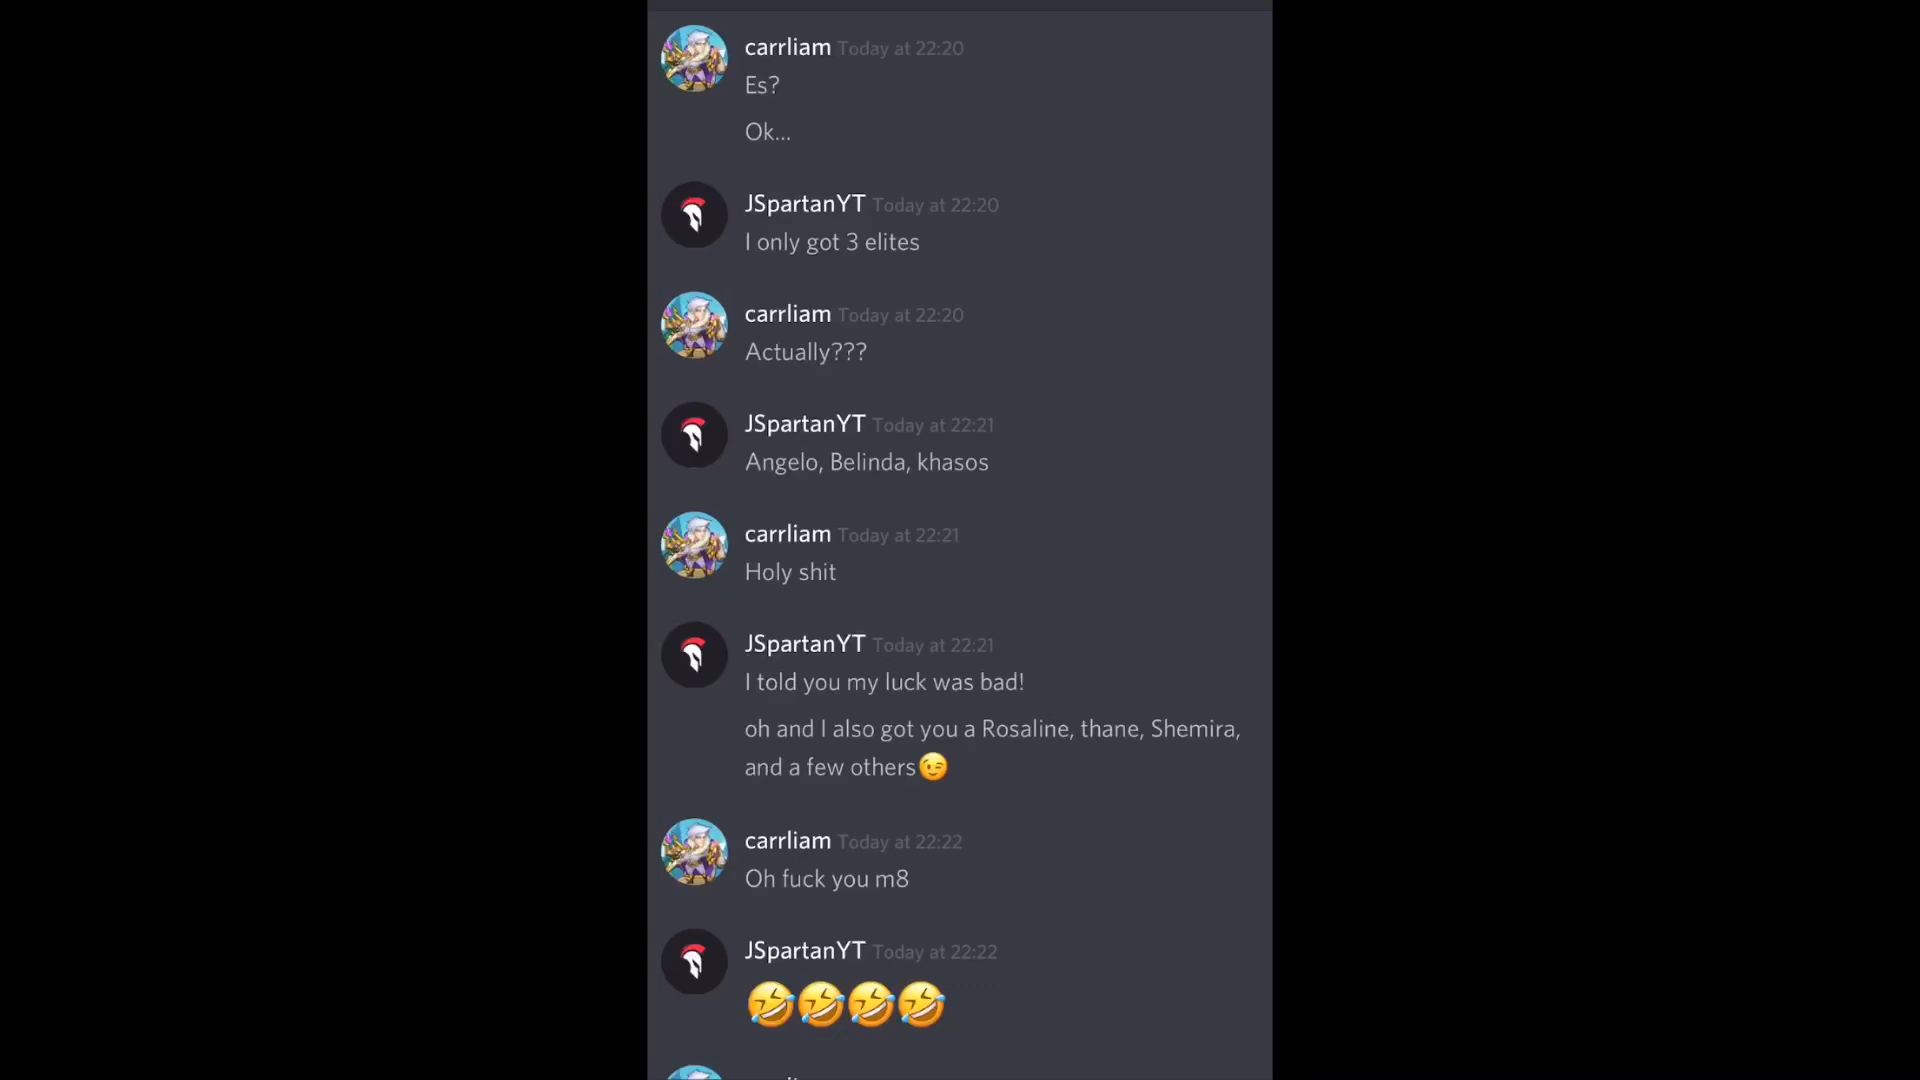 carrliam Today at 22:20
Es?
Ok...
JSpartanYT Today at 22:20
I only got 3 elites
carrliam Today at 22:20
Actually???
JSpartanYT Today at 22:21
Angelo, Belinda, khasos
carrliam Today at 22:21
Holy shit
JSpartanYT Today at 22:21
I told you my luck was bad!
oh and I also got you a Rosaline, thane, Shemira,
and a few others😉
carrliam Today at 22:22
Oh fuck you m8
JSpartanYT Today at 22:22
🤣🤣🤣🤣